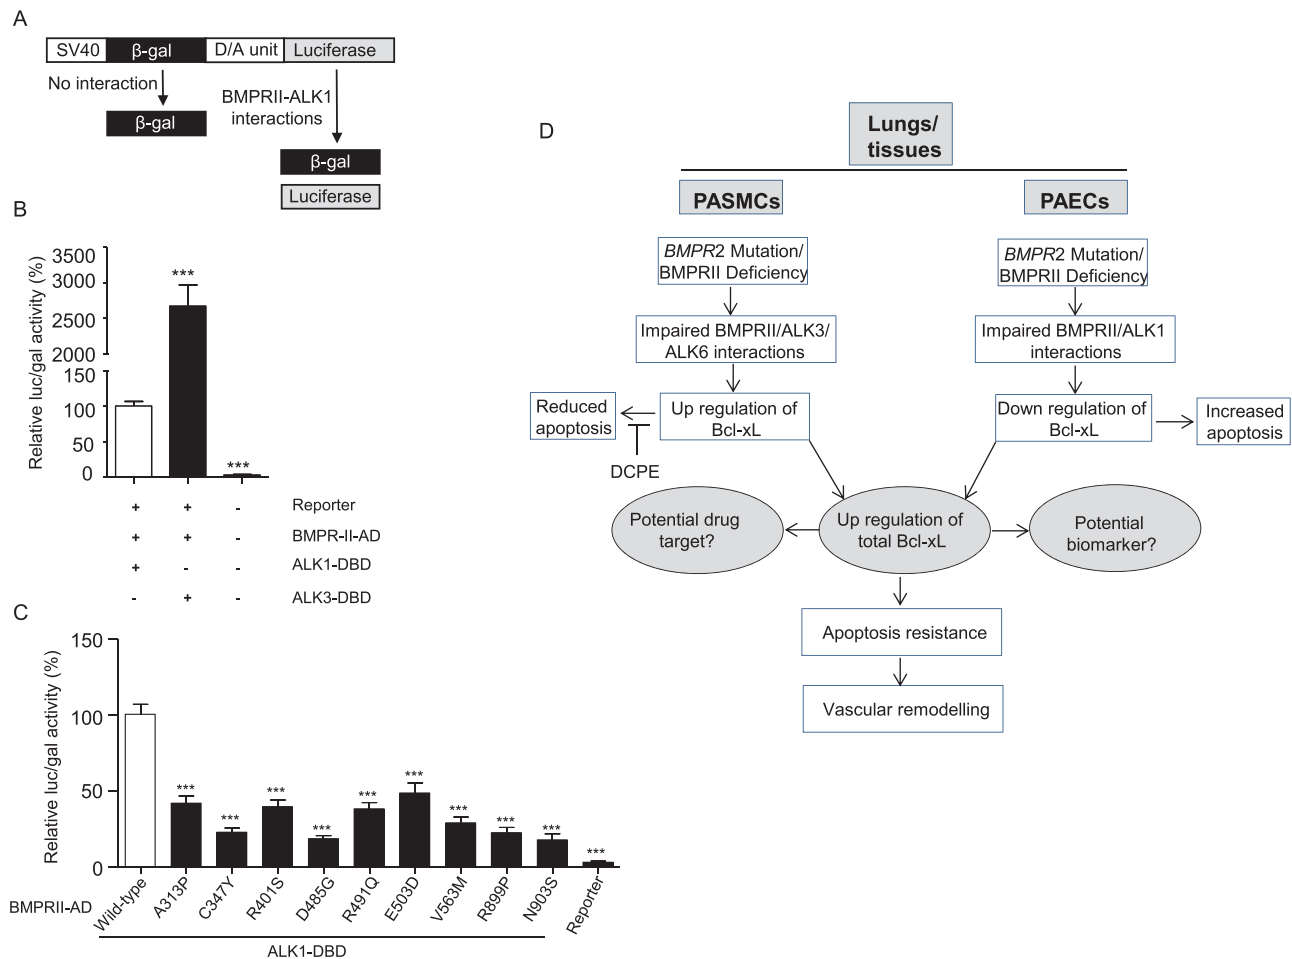 A
SV40 β-gal D/A unit Luciferase
No interaction
BMPRII-ALK1
interactions
β-gal
β-gal
Luciferase
B
Relative luc/gal activity (%)
3500
3000
2500
2000
150
100
50
0
***
***
+ + - Reporter
+ + - BMPR-II-AD
+ - - ALK1-DBD
- + - ALK3-DBD
C
Relative luc/gal activity (%)
150
100
50
0
*** *** *** *** *** *** *** *** *** ***
BMPRII-AD
Wild-type A313P C347Y R401S D485G R491Q E503D V563M R899P N903S Reporter
ALK1-DBD
D
Lungs/
tissues
PASMCs
PAECs
BMPR2 Mutation/
BMPRII Deficiency
BMPR2 Mutation/
BMPRII Deficiency
Impaired BMPRII/ALK3/
ALK6 interactions
Impaired BMPRII/ALK1
interactions
Reduced
apoptosis
Up regulation of
Bcl-xL
Down regulation of
Bcl-xL
Increased
apoptosis
DCPE
Potential drug
target?
Up regulation of
total Bcl-xL
Potential
biomarker?
Apoptosis resistance
Vascular remodelling